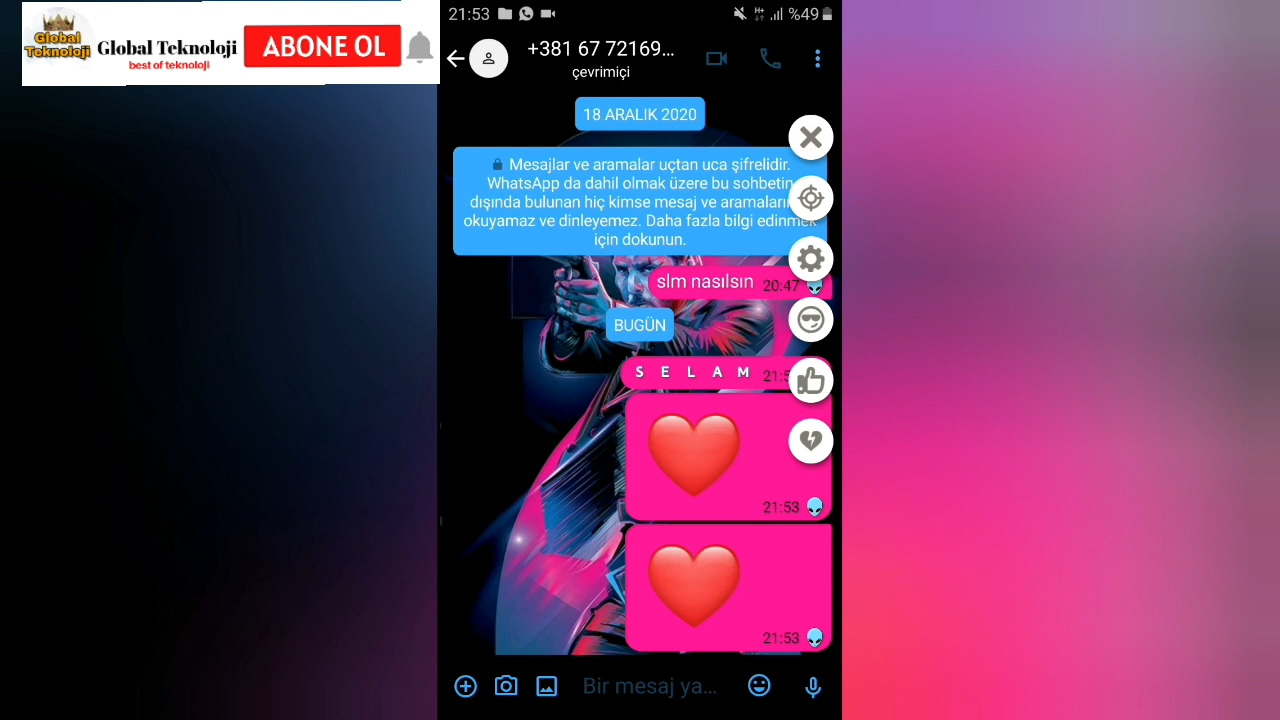 Global
Teknoloji
Global Teknoloji
best of teknoloji
ABONE OL
21:53
%49
+381 67 72169...
çevrimiçi
18 ARALIK 2020
Mesajlar ve aramalar uçtan uca şifrelidir.
WhatsApp da dahil olmak üzere bu sohbetin
dışında bulunan hiç kimse mesaj ve aramaların
okuyamaz ve dinleyemez. Daha fazla bilgi edinmek
için dokunun.
slm nasılsın 20:47
BUGÜN
S E L A M
21:53
21:53
Bir mesaj ya...